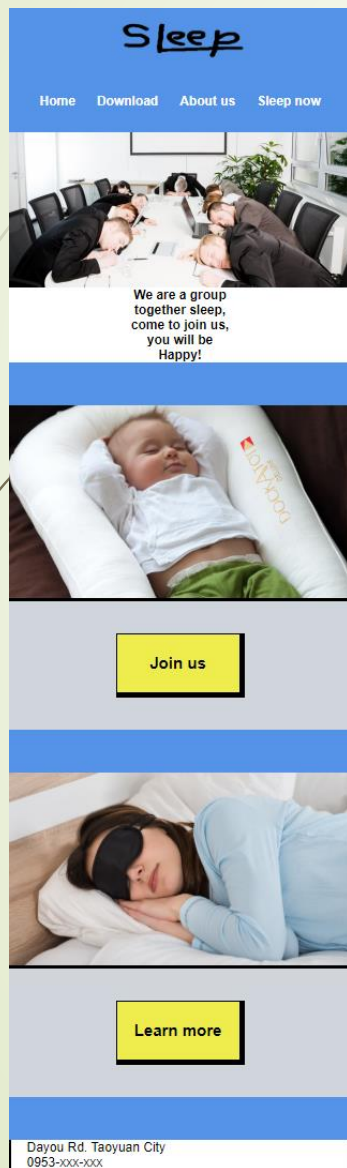 Sleep
Home Download About us Sleep now
We are a group
together sleep,
come to join us,
you will be
Happy!
DOCKATOT
Join us
Learn more
Dayou Rd. Taoyuan City
0953-xxx-xxx